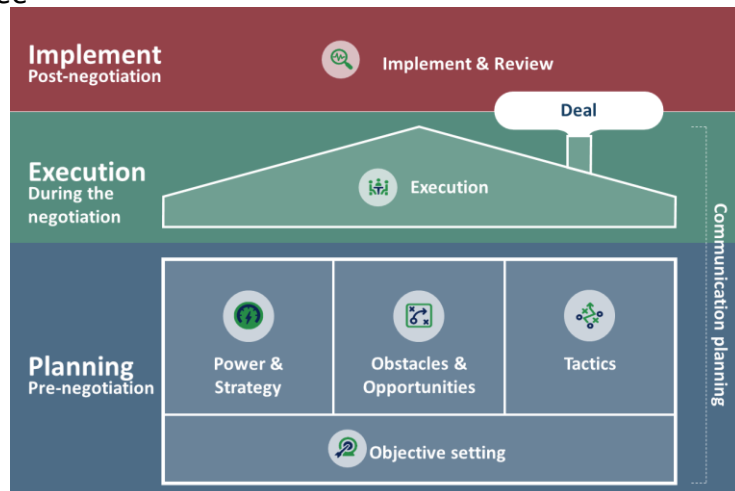 Implement
Post-negotiation
Implement & Review
Deal
Execution
During the
negotiation
Execution
Communication planning
Planning
Pre-negotiation
Power &
Strategy
Obstacles &
Opportunities
Tactics
Objective setting